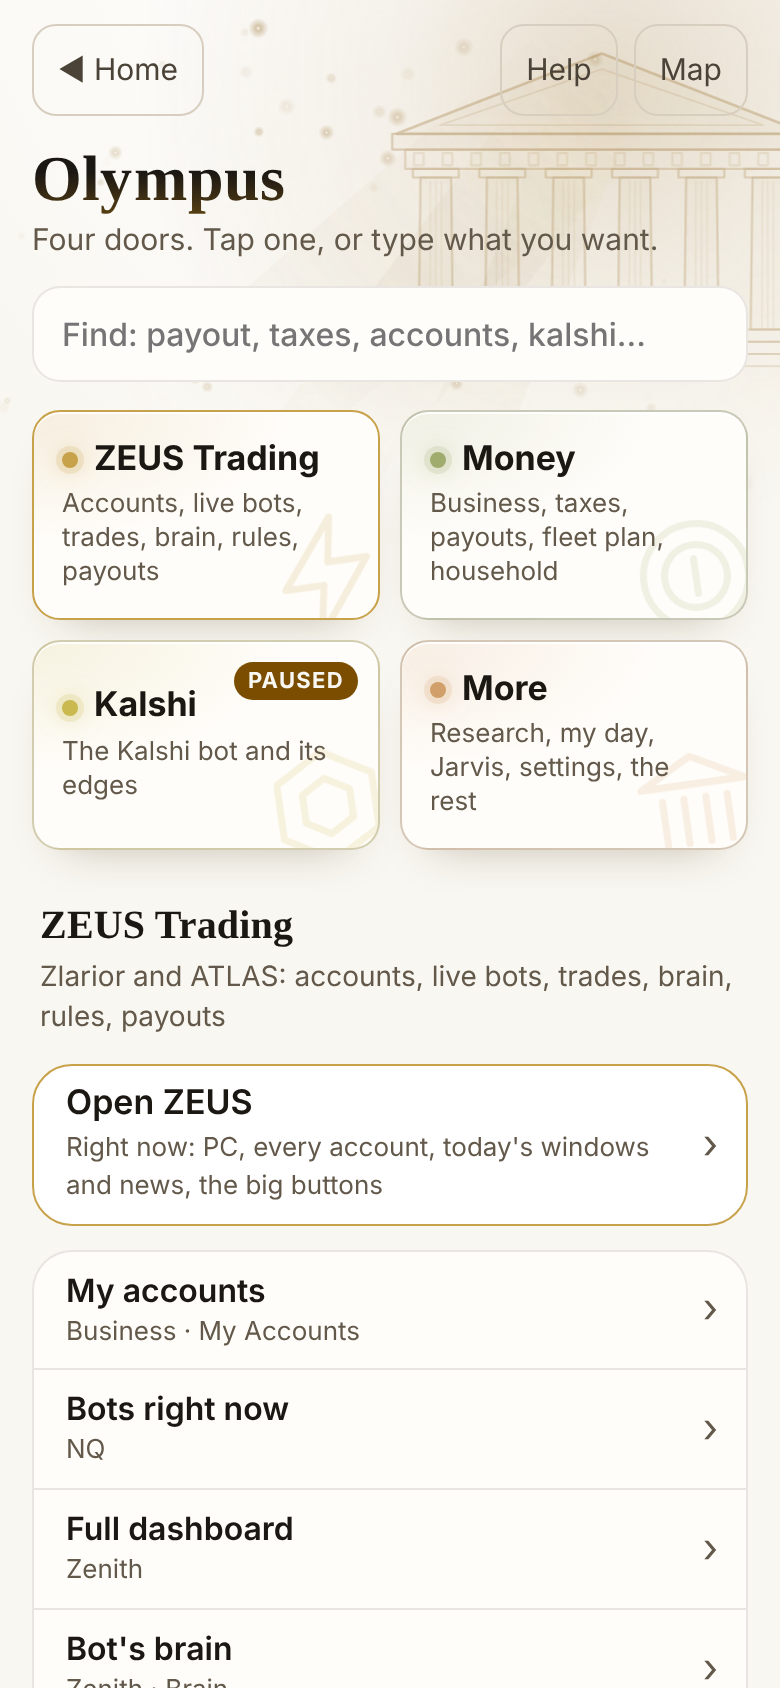 ◀ Home
Help
Map
Olympus
Four doors. Tap one, or type what you want.
Find: payout, taxes, accounts, kalshi...
ZEUS Trading
Accounts, live bots,
trades, brain, rules,
payouts
Money
Business, taxes,
payouts, fleet plan,
household
Kalshi
PAUSED
The Kalshi bot and its
edges
More
Research, my day,
Jarvis, settings, the
rest
ZEUS Trading
Zlarior and ATLAS: accounts, live bots, trades, brain,
rules, payouts
Open ZEUS
Right now: PC, every account, today's windows
and news, the big buttons
My accounts
Business · My Accounts
Bots right now
NQ
Full dashboard
Zenith
Bot's brain
Zenith · Brain